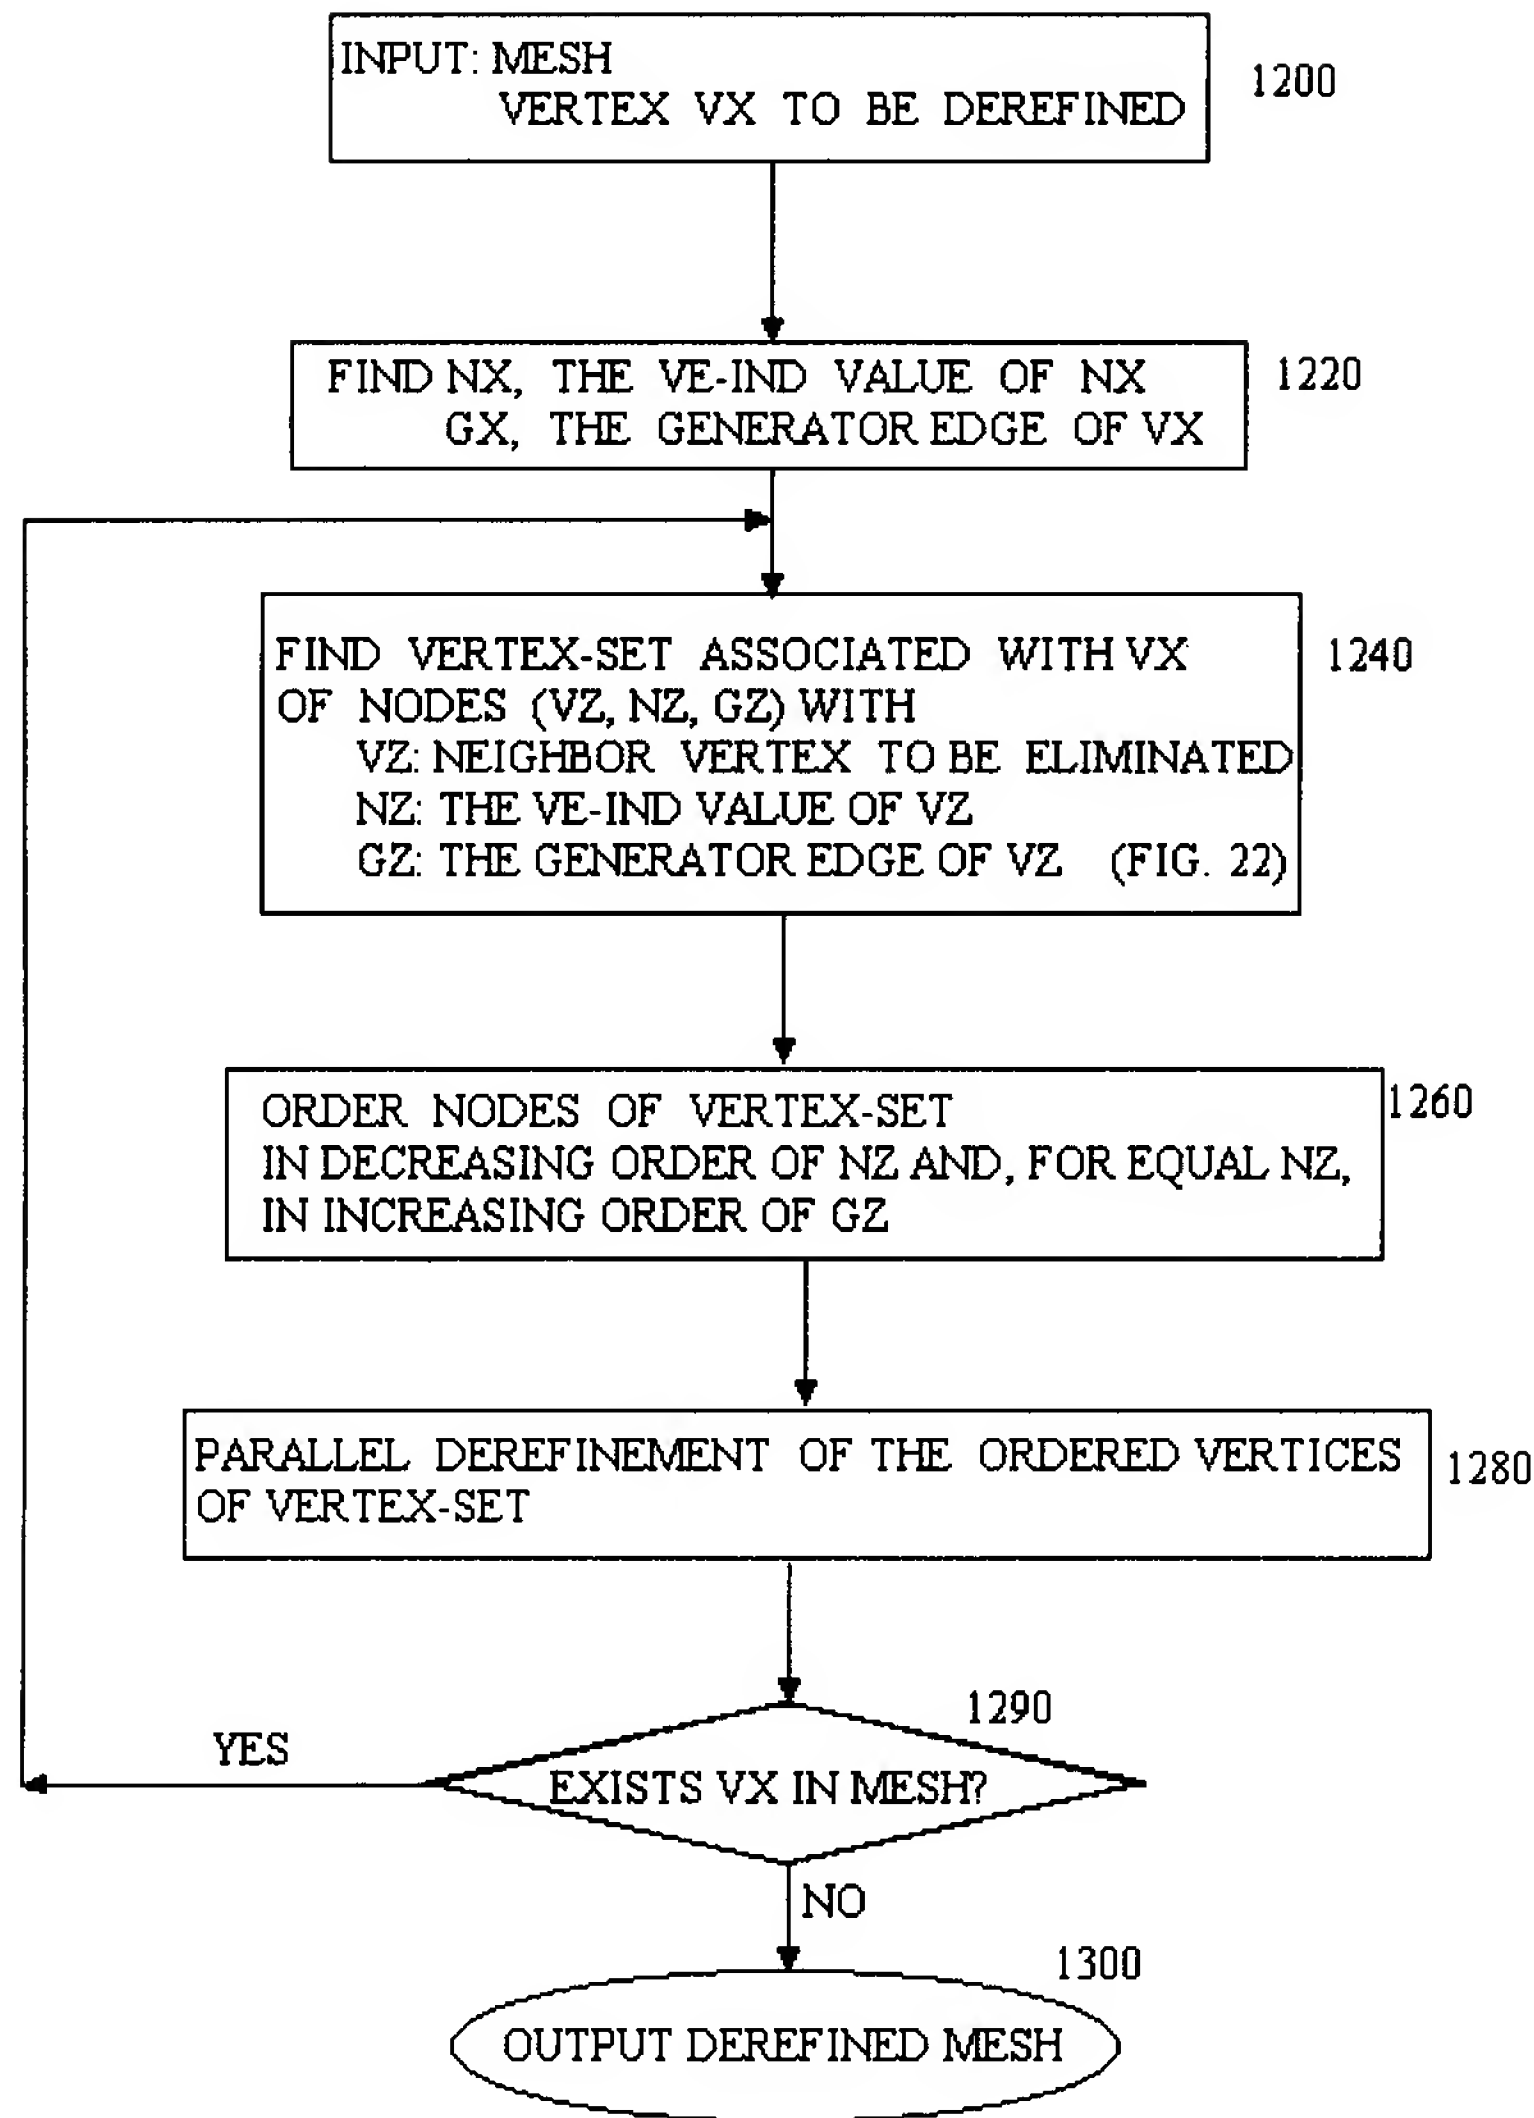 INPUT: MESH
VERTEX VX TO BE DEREFINED
1200
FIND NX, THE VE-IND VALUE OF NX
GX, THE GENERATOR EDGE OF VX
1220
FIND VERTEX-SET ASSOCIATED WITH VX
OF NODES (VZ, NZ, GZ) WITH
VZ: NEIGHBOR VERTEX TO BE ELIMINATED
NZ: THE VE-IND VALUE OF VZ
GZ: THE GENERATOR EDGE OF VZ (FIG. 22)
1240
ORDER NODES OF VERTEX-SET
IN DECREASING ORDER OF NZ AND, FOR EQUAL NZ,
IN INCREASING ORDER OF GZ
1260
PARALLEL DEREFINEMENT OF THE ORDERED VERTICES
OF VERTEX-SET
1280
1290
YES
EXISTS VX IN MESH?
NO
1300
OUTPUT DEREFINED MESH